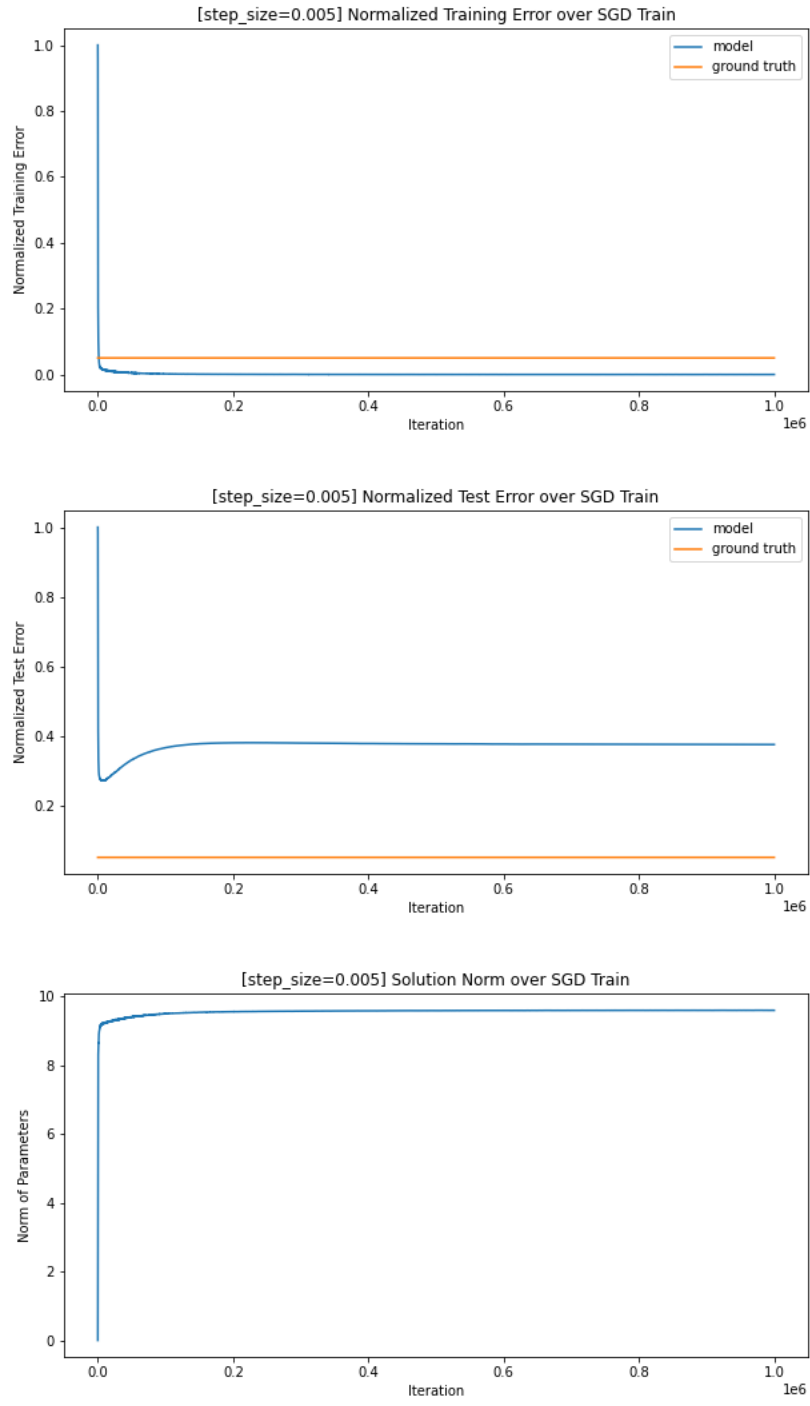 [step_size=0.005] Normalized Training Error over SGD Train
model
ground truth
1.0
0.8
0.6
0.4
0.2
0.0
Normalized Training Error
0.0 0.2 0.4 0.6 0.8 1.0
1e6
Iteration
[step_size=0.005] Normalized Test Error over SGD Train
model
ground truth
1.0
0.8
0.6
0.4
0.2
Normalized Test Error
0.0 0.2 0.4 0.6 0.8 1.0
1e6
Iteration
[step_size=0.005] Solution Norm over SGD Train
10
8
6
4
2
0
Norm of Parameters
0.0 0.2 0.4 0.6 0.8 1.0
1e6
Iteration